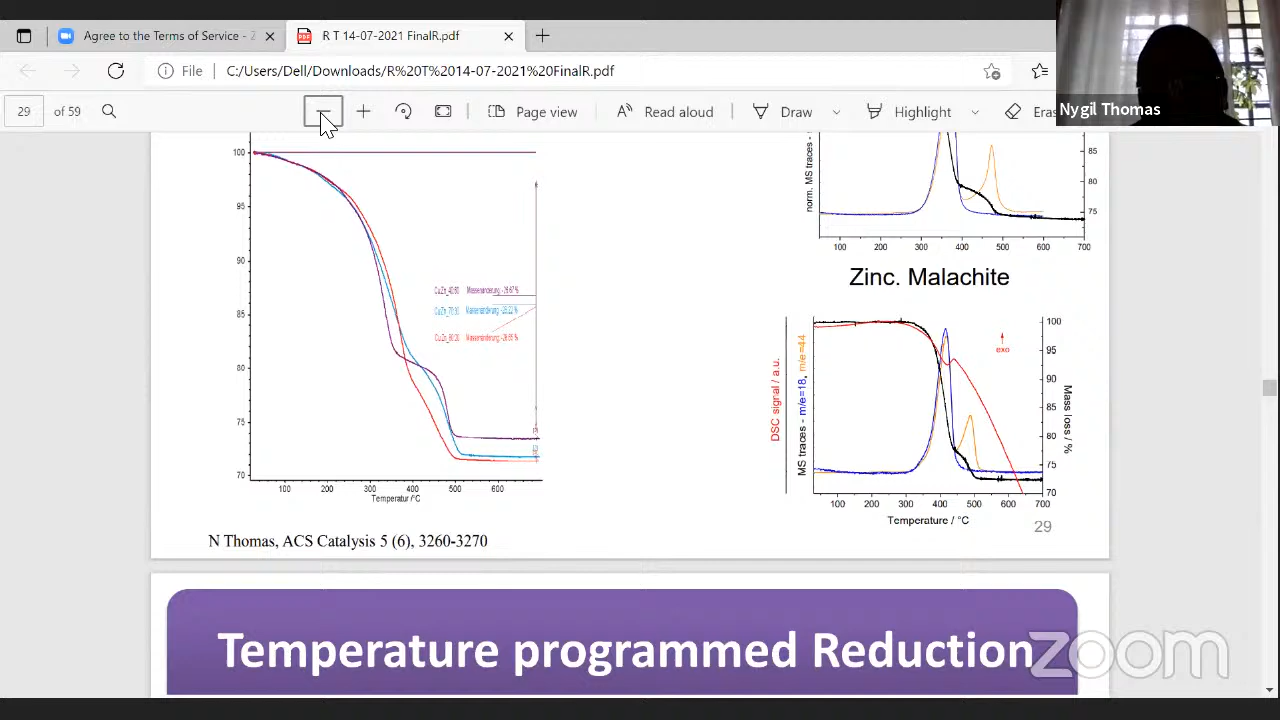 Agree to the Terms of Service - Z
R T 14-07-2021 FinalR.pdf
File
C:/Users/Dell/Downloads/R%20T%2014-07-2021%20FinalR.pdf
29 of 59
Page view
Read aloud
Draw
Highlight
Eras
Nygil Thomas
100
95
90
85
80
75
70
100 200 300 400 500 600
Temperatur /°C
norm. MS traces -
85
80
75
100 200 300 400 500 600 700
Zinc. Malachite
DSC signal / a.u.
MS traces - m/e=18, m/e=44
exo
100
95
90
85
80
75
70
Mass loss / %
100 200 300 400 500 600 700
Temperature / °C
29
N Thomas, ACS Catalysis 5 (6), 3260-3270
Temperature programmed Reduction
zoom